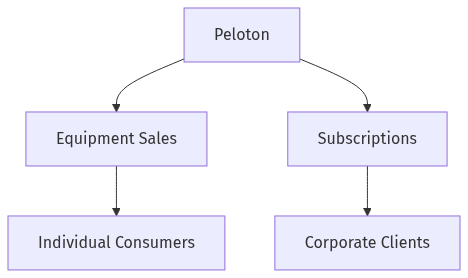 Peloton
Equipment Sales
Subscriptions
Individual Consumers
Corporate Clients